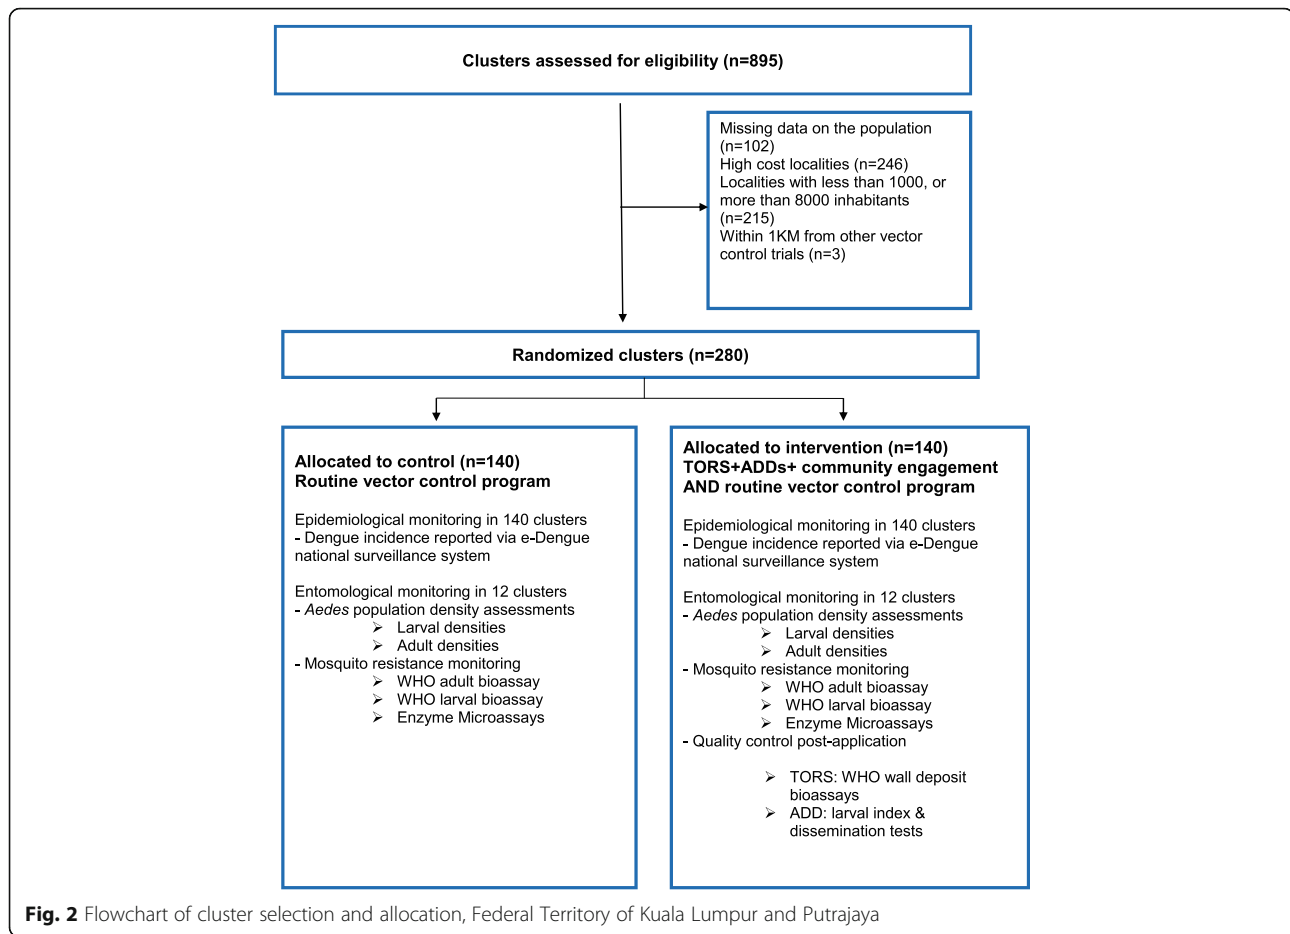 Clusters assessed for eligibility (n=895)
Missing data on the population
(n=102)
High cost localities (n=246)
Localities with less than 1000, or
more than 8000 inhabitants
(n=215)
Within 1KM from other vector
control trials (n=3)
Randomized clusters (n=280)
Allocated to control (n=140)
Routine vector control program
Epidemiological monitoring in 140 clusters
- Dengue incidence reported via e-Dengue
national surveillance system
Entomological monitoring in 12 clusters
- Aedes population density assessments
➢ Larval densities
➢ Adult densities
- Mosquito resistance monitoring
➢ WHO adult bioassay
➢ WHO larval bioassay
➢ Enzyme Microassays
Allocated to intervention (n=140)
TORS+ADDs+ community engagement
AND routine vector control program
Epidemiological monitoring in 140 clusters
- Dengue incidence reported via e-Dengue
national surveillance system
Entomological monitoring in 12 clusters
- Aedes population density assessments
➢ Larval densities
➢ Adult densities
- Mosquito resistance monitoring
➢ WHO adult bioassay
➢ WHO larval bioassay
➢ Enzyme Microassays
- Quality control post-application
➢ TORS: WHO wall deposit
bioassays
➢ ADD: larval index &
dissemination tests
Fig. 2 Flowchart of cluster selection and allocation, Federal Territory of Kuala Lumpur and Putrajaya